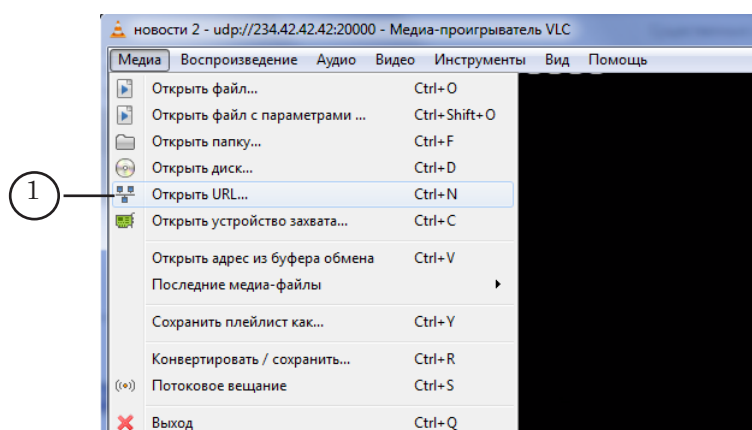 новости 2 - udp://234.42.42.42:20000 - Медиа-проигрыватель VLC
Медиа Воспроизведение Аудио Видео Инструменты Вид Помощь
Открыть файл... Ctrl+O
Открыть файл с параметрами ... Ctrl+Shift+O
Открыть папку... Ctrl+F
Открыть диск... Ctrl+D
1 Открыть URL... Ctrl+N
Открыть устройство захвата... Ctrl+C
Открыть адрес из буфера обмена Ctrl+V
Последние медиа-файлы
Сохранить плейлист как... Ctrl+Y
Конвертировать / сохранить... Ctrl+R
Потоковое вещание Ctrl+S
Выход Ctrl+Q